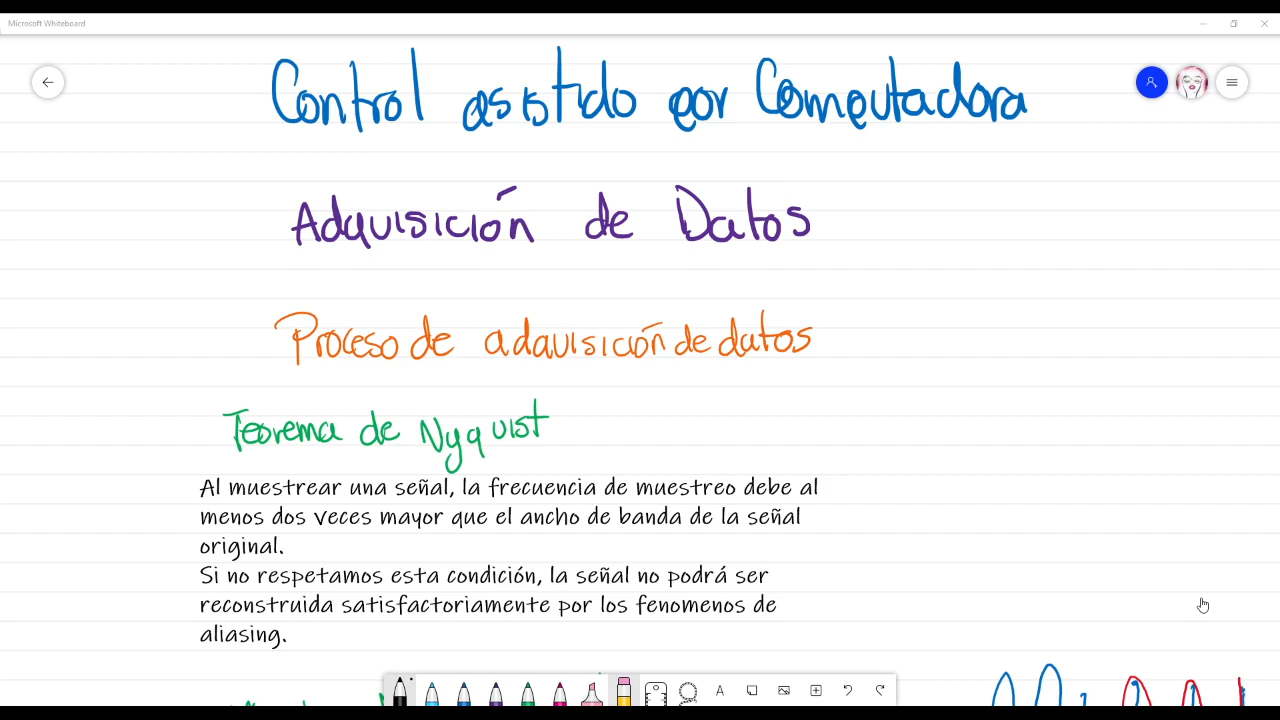 Microsoft Whiteboard
Control asistido por Computadora
Adquisición de Datos
Proceso de adquisición de datos
Teorema de Nyquist
Al muestrear una señal, la frecuencia de muestreo debe al
menos dos veces mayor que el ancho de banda de la señal
original.
Si no respetamos esta condición, la señal no podrá ser
reconstruida satisfactoriamente por los fenomenos de
aliasing.